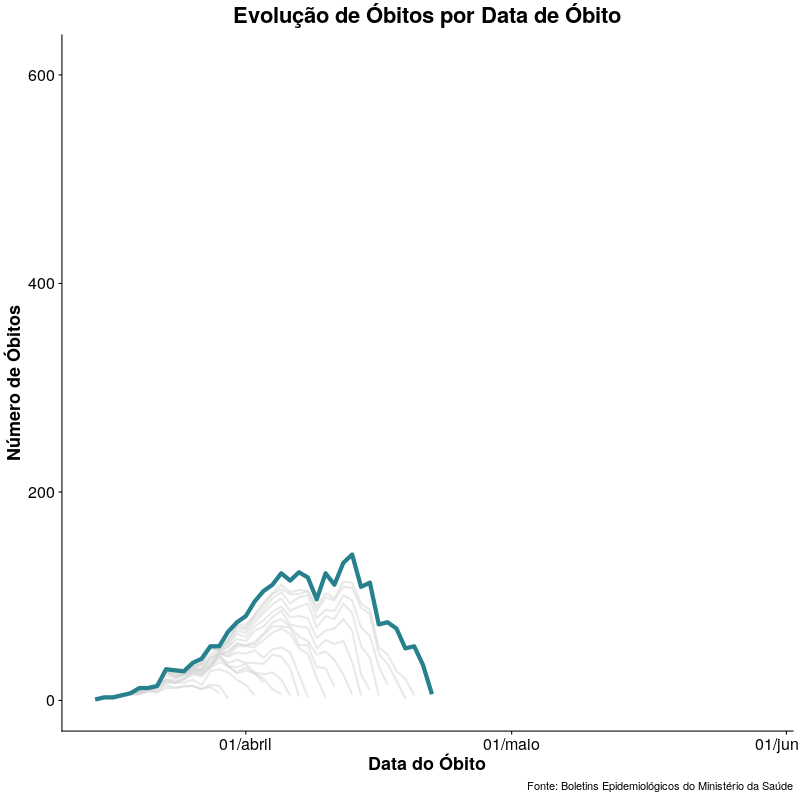 Evolução de Óbitos por Data de Óbito
Número de Óbitos
600
400
200
0
01/abril
01/maio
01/jun
Data do Óbito
Fonte: Boletins Epidemiológicos do Ministério da Saúde